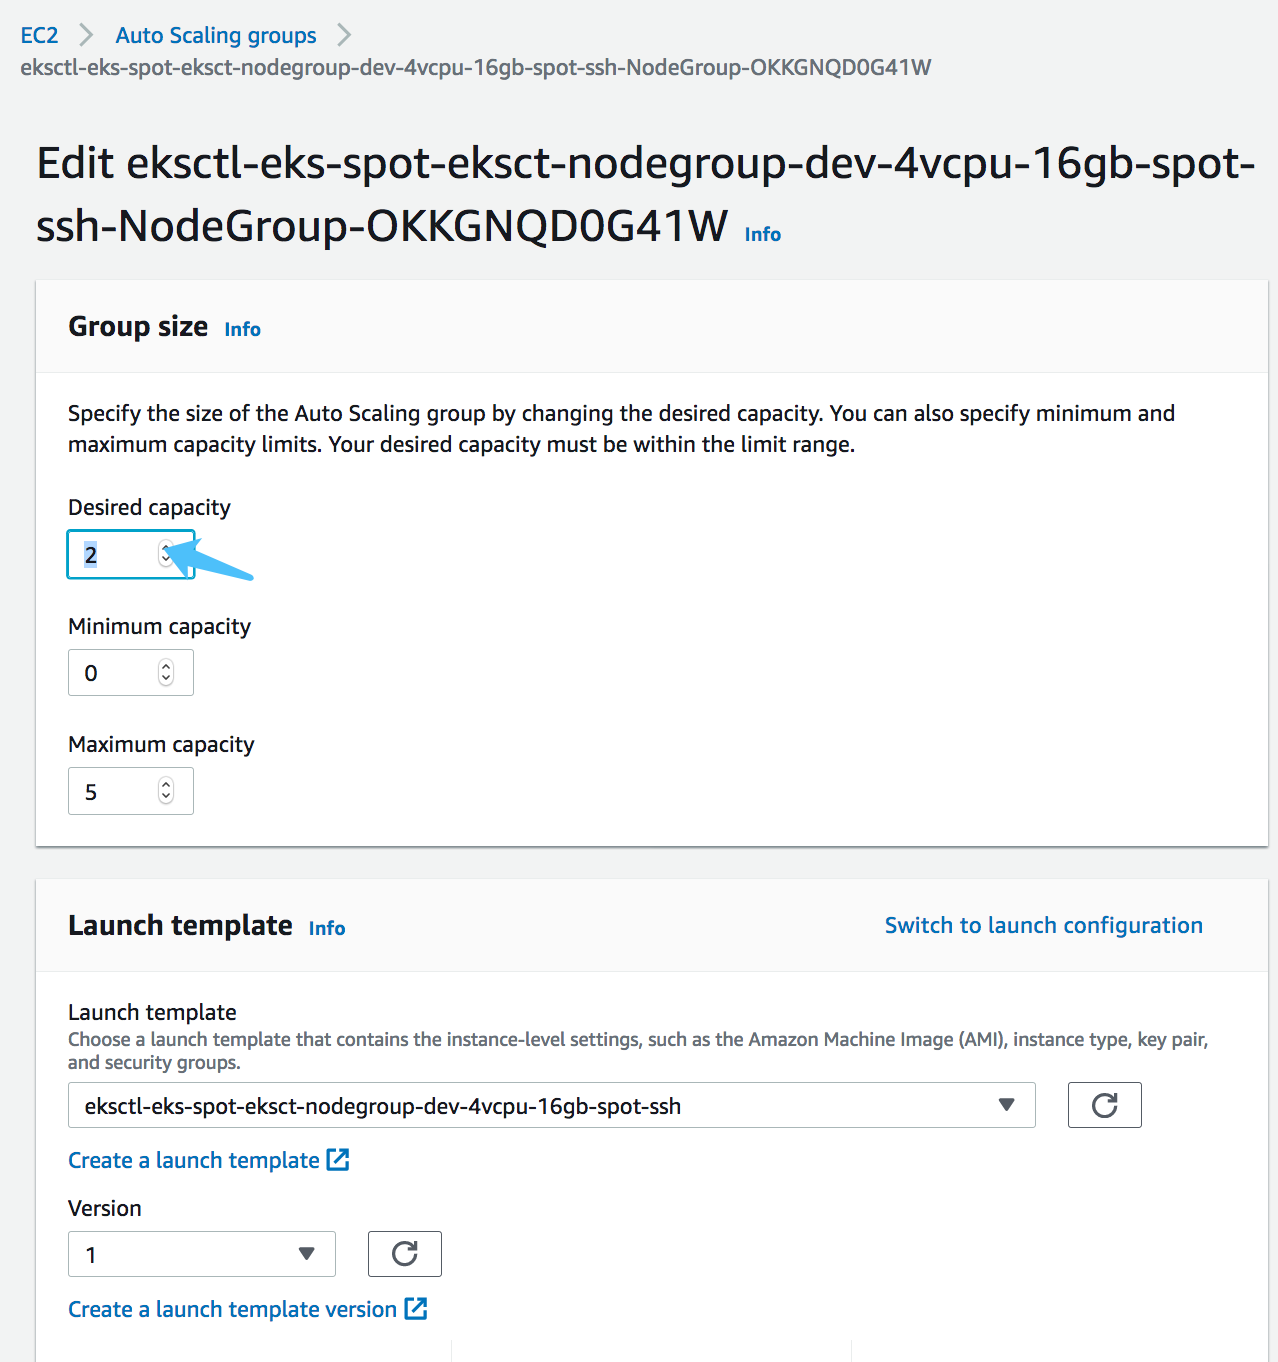 EC2 Auto Scaling groups
eksctl-eks-spot-eksct-nodegroup-dev-4vcpu-16gb-spot-ssh-NodeGroup-OKKGNQD0G41W
Edit eksctl-eks-spot-eksct-nodegroup-dev-4vcpu-16gb-spot-
ssh-NodeGroup-OKKGNQD0G41W Info
Group size Info
Specify the size of the Auto Scaling group by changing the desired capacity. You can also specify minimum and
maximum capacity limits. Your desired capacity must be within the limit range.
Desired capacity
2
Minimum capacity
0
Maximum capacity
5
Launch template Info Switch to launch configuration
Launch template
Choose a launch template that contains the instance-level settings, such as the Amazon Machine Image (AMI), instance type, key pair,
and security groups.
eksctl-eks-spot-eksct-nodegroup-dev-4vcpu-16gb-spot-ssh
Create a launch template
Version
1
Create a launch template version